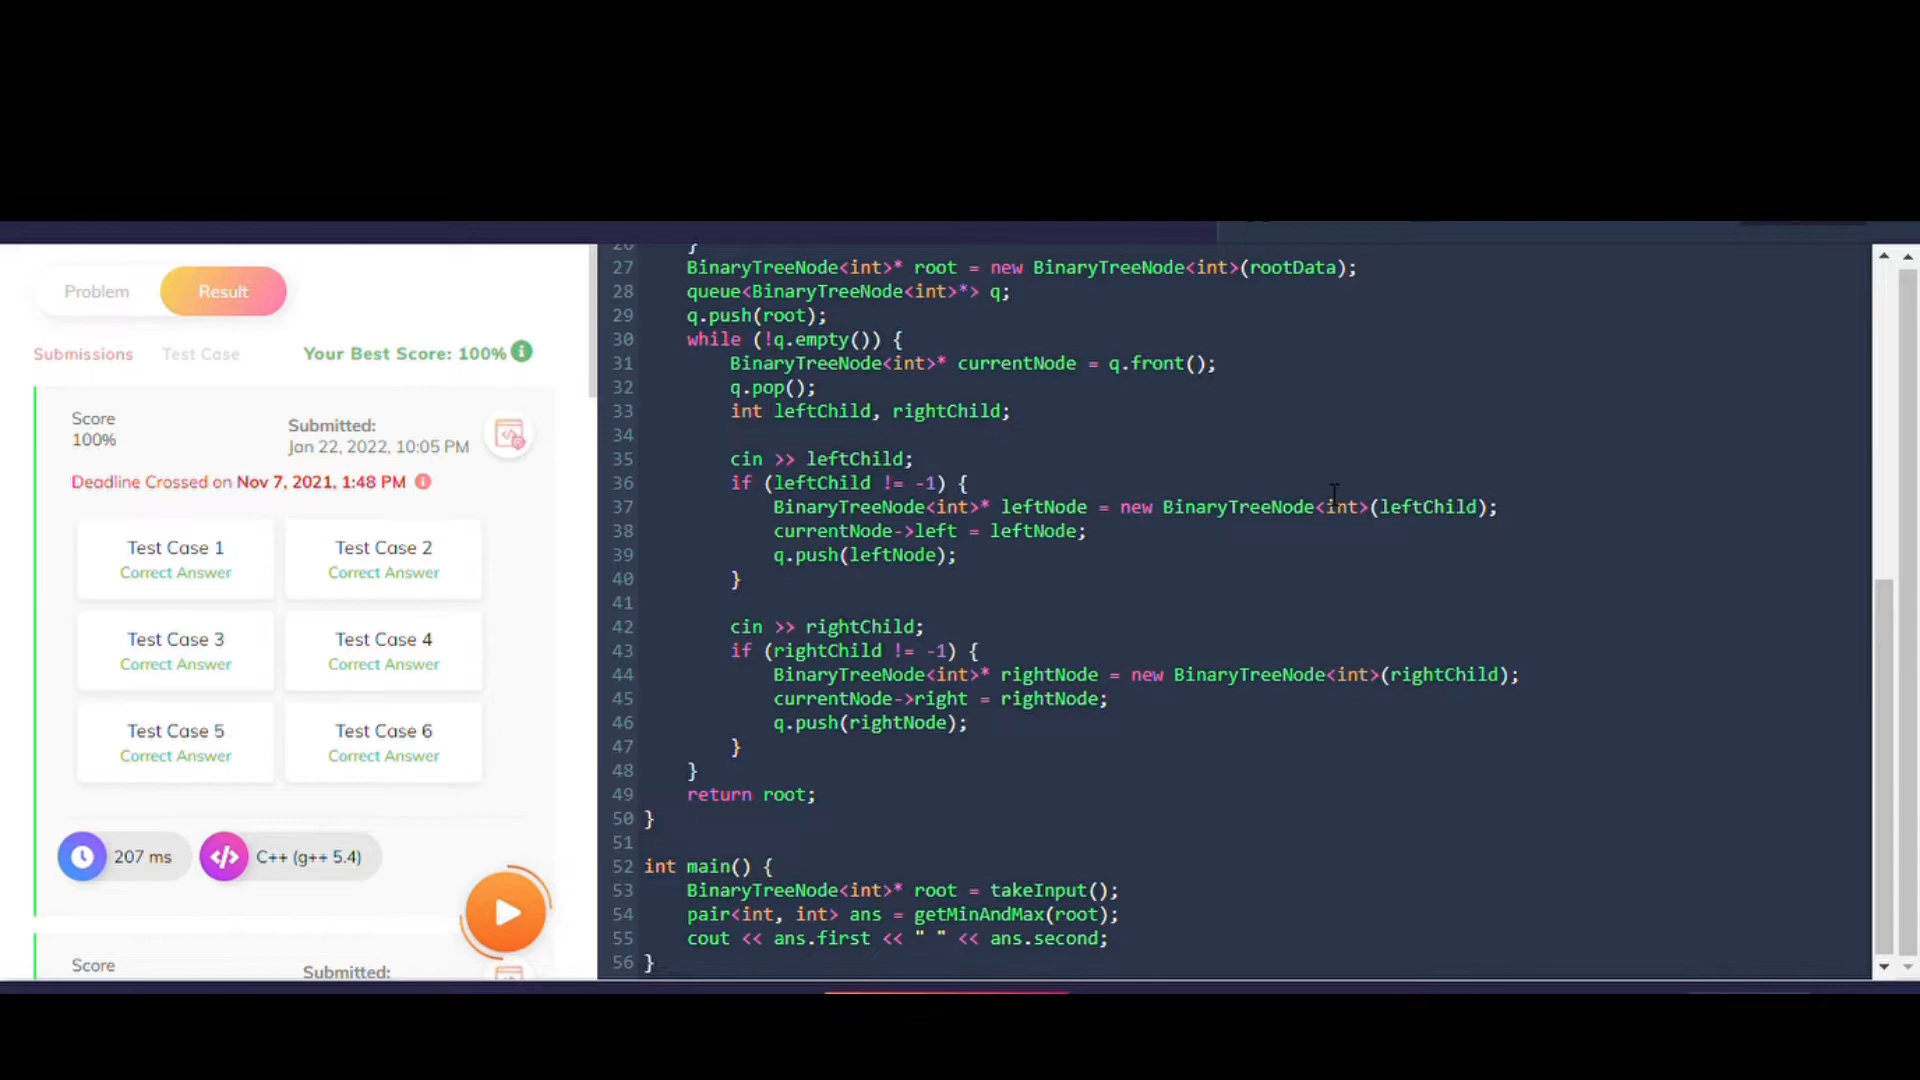 Problem
Result
Submissions
Test Case
Your Best Score: 100%
Score
100%
Submitted:
Jan 22, 2022, 10:05 PM
Deadline Crossed on Nov 7, 2021, 1:48 PM
Test Case 1
Correct Answer
Test Case 2
Correct Answer
Test Case 3
Correct Answer
Test Case 4
Correct Answer
Test Case 5
Correct Answer
Test Case 6
Correct Answer
207 ms
C++ (g++ 5.4)
Score
Submitted:
26 }
27 BinaryTreeNode<int>* root = new BinaryTreeNode<int>(rootData);
28 queue<BinaryTreeNode<int>*> q;
29 q.push(root);
30 while (!q.empty()) {
31 BinaryTreeNode<int>* currentNode = q.front();
32 q.pop();
33 int leftChild, rightChild;
34
35 cin >> leftChild;
36 if (leftChild != -1) {
37 BinaryTreeNode<int>* leftNode = new BinaryTreeNode<int>(leftChild);
38 currentNode->left = leftNode;
39 q.push(leftNode);
40 }
41
42 cin >> rightChild;
43 if (rightChild != -1) {
44 BinaryTreeNode<int>* rightNode = new BinaryTreeNode<int>(rightChild);
45 currentNode->right = rightNode;
46 q.push(rightNode);
47 }
48 }
49 return root;
50 }
51
52 int main() {
53 BinaryTreeNode<int>* root = takeInput();
54 pair<int, int> ans = getMinAndMax(root);
55 cout << ans.first << " " << ans.second;
56 }